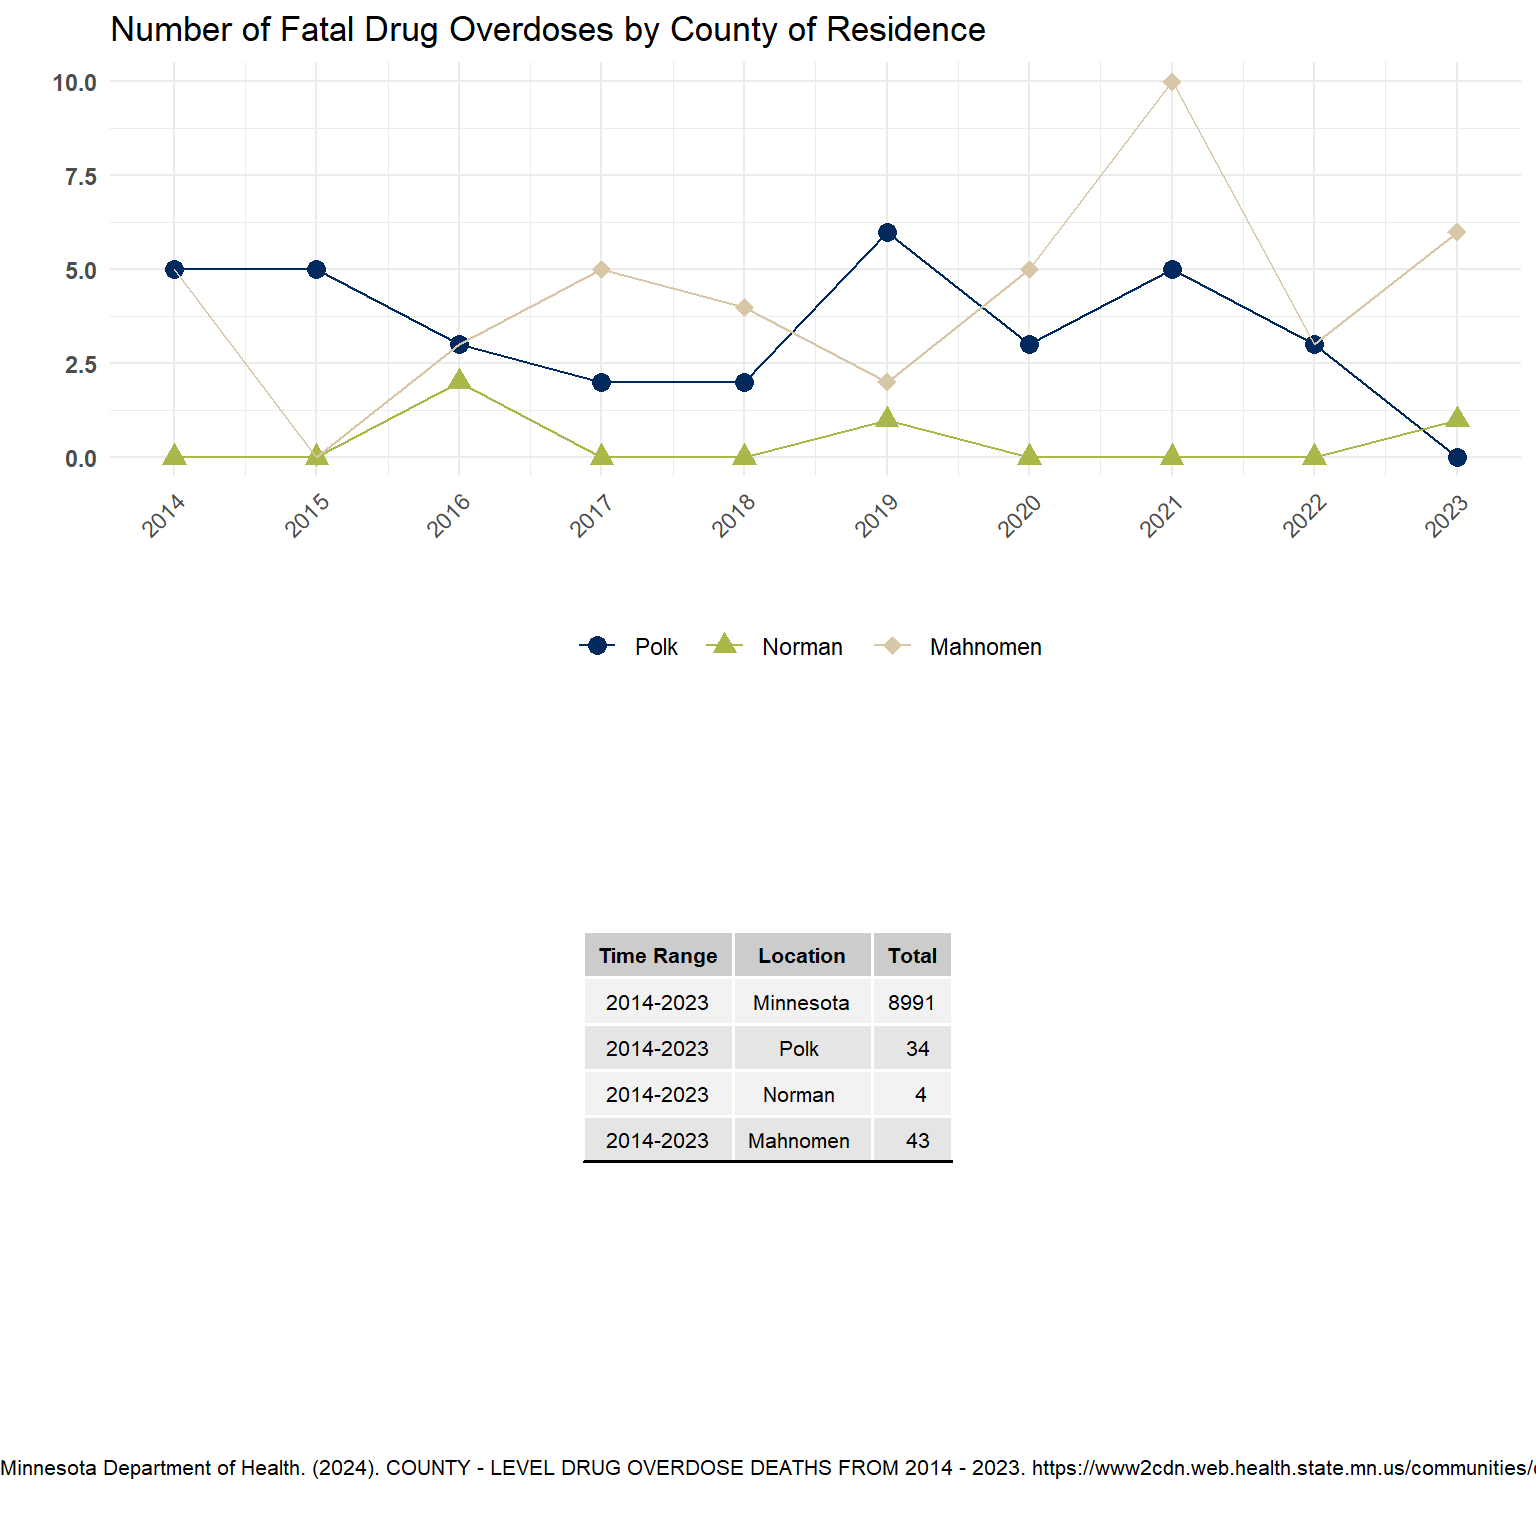 Number of Fatal Drug Overdoses by County of Residence
10.0
7.5
5.0
2.5
0.0
2014 2015 2016 2017 2018 2019 2020 2021 2022 2023
Polk Norman Mahnomen
Time Range Location Total
2014-2023 Minnesota 8991
2014-2023 Polk 34
2014-2023 Norman 4
2014-2023 Mahnomen 43
Minnesota Department of Health. (2024). COUNTY - LEVEL DRUG OVERDOSE DEATHS FROM 2014 - 2023. https://www2cdn.web.health.state.mn.us/communities/